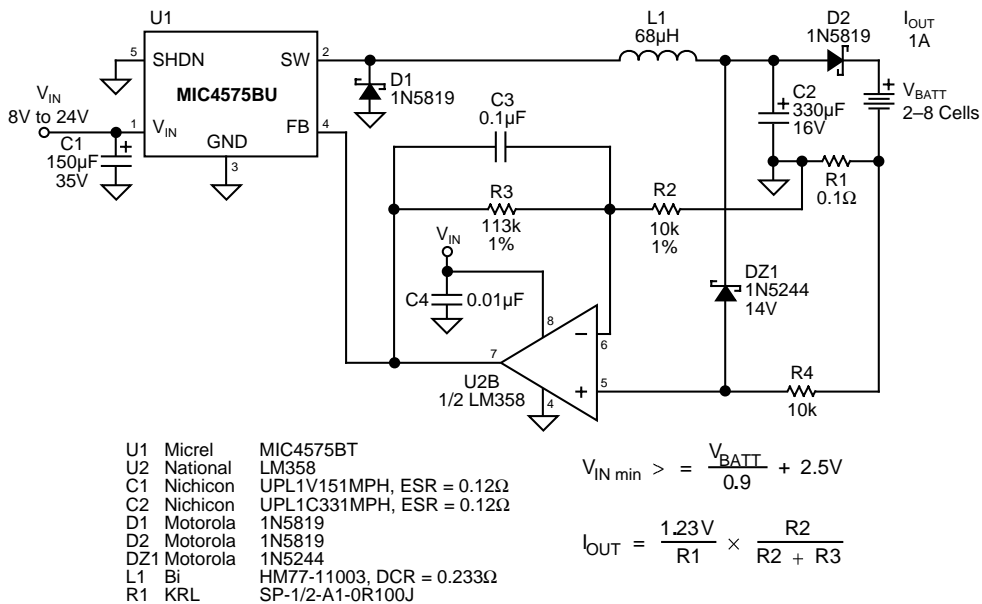 U1
5
SHDN
SW
2
MIC4575BU
V_IN
8V to 24V
1
V_IN
FB
4
GND
3
C1
150µF
35V
+
D1
1N5819
L1
68µH
D2
1N5819
I_OUT
1A
C2
330µF
16V
+
V_BATT
2–8 Cells
+
C3
0.1µF
R1
0.1Ω
R3
113k
1%
R2
10k
1%
V_IN
C4
0.01µF
DZ1
1N5244
14V
8
–
6
7
U2B
1/2 LM358
+
5
4
R4
10k
U1 Micrel MIC4575BT
U2 National LM358
C1 Nichicon UPL1V151MPH, ESR = 0.12Ω
C2 Nichicon UPL1C331MPH, ESR = 0.12Ω
D1 Motorola 1N5819
D2 Motorola 1N5819
DZ1 Motorola 1N5244
L1 Bi HM77-11003, DCR = 0.233Ω
R1 KRL SP-1/2-A1-0R100J
V_IN min > = V_BATT / 0.9 + 2.5V
I_OUT = 1.23V / R1 × R2 / R2 + R3